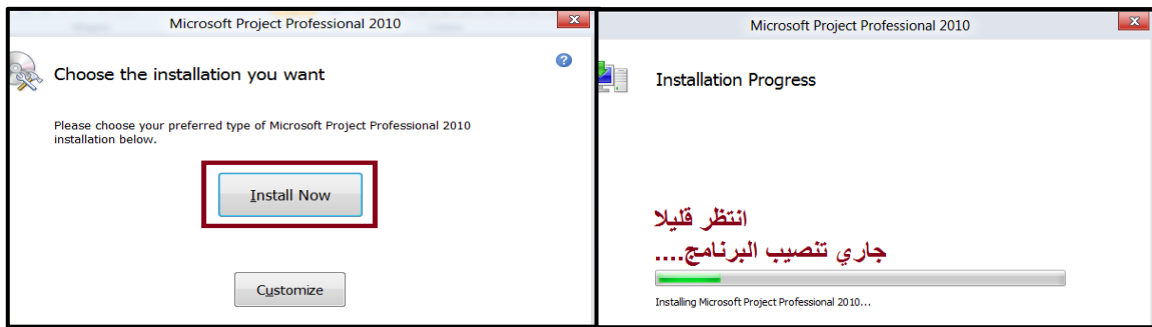 Microsoft Project Professional 2010
Choose the installation you want
Please choose your preferred type of Microsoft Project Professional 2010
installation below.
Install Now
Customize
Microsoft Project Professional 2010
Installation Progress
انتظر قليلا
جاري تنصيب البرنامج....
Installing Microsoft Project Professional 2010...